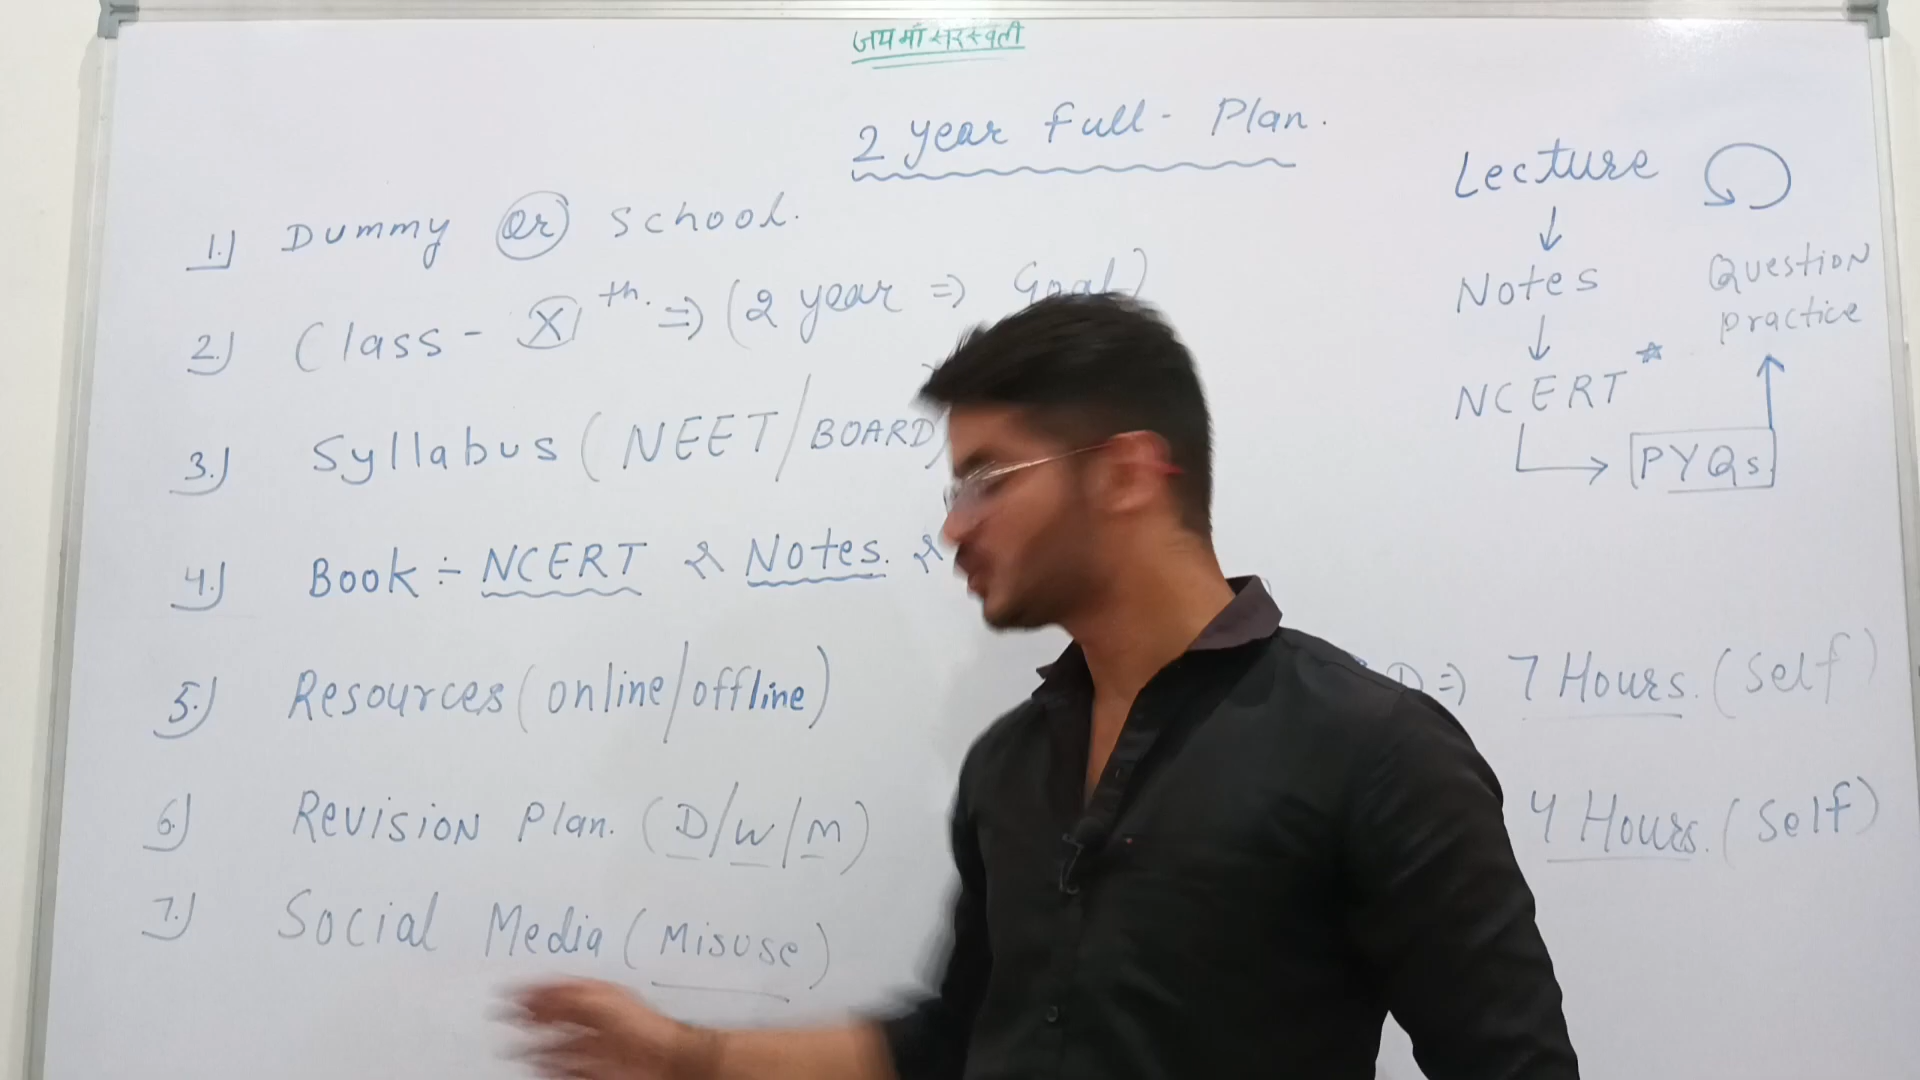 जय माँ सरस्वती
2 year Full - Plan.
1.) Dummy or School.
2.) Class - XI th. => (2 year => Goal)
3.) Syllabus (NEET/BOARD)
4.) Book ÷ NCERT Notes.
5.) Resources (online/offline)
6.) Revision Plan. (D/W/M)
7.) Social Media (Misuse)
Lecture
↓
Notes
↓
NCERT
PYQs
Question
practice
D => 7 Hours. (Self)
4 Hours. (Self)